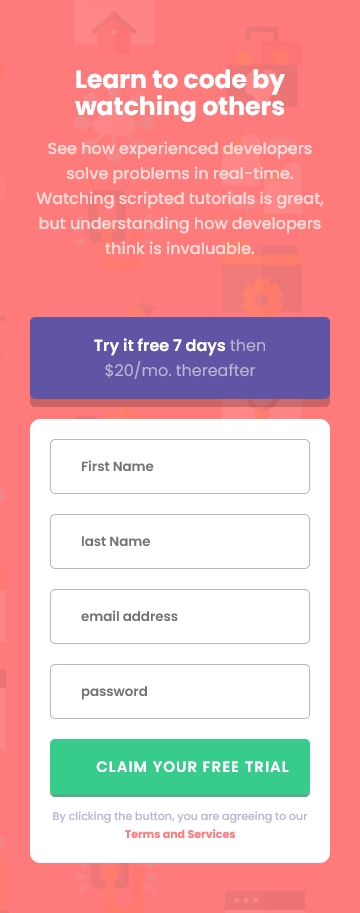 Learn to code by
watching others
See how experienced developers
solve problems in real-time.
Watching scripted tutorials is great,
but understanding how developers
think is invaluable.
Try it free 7 days then
$20/mo. thereafter
First Name
last Name
email address
password
CLAIM YOUR FREE TRIAL
By clicking the button, you are agreeing to our
Terms and Services